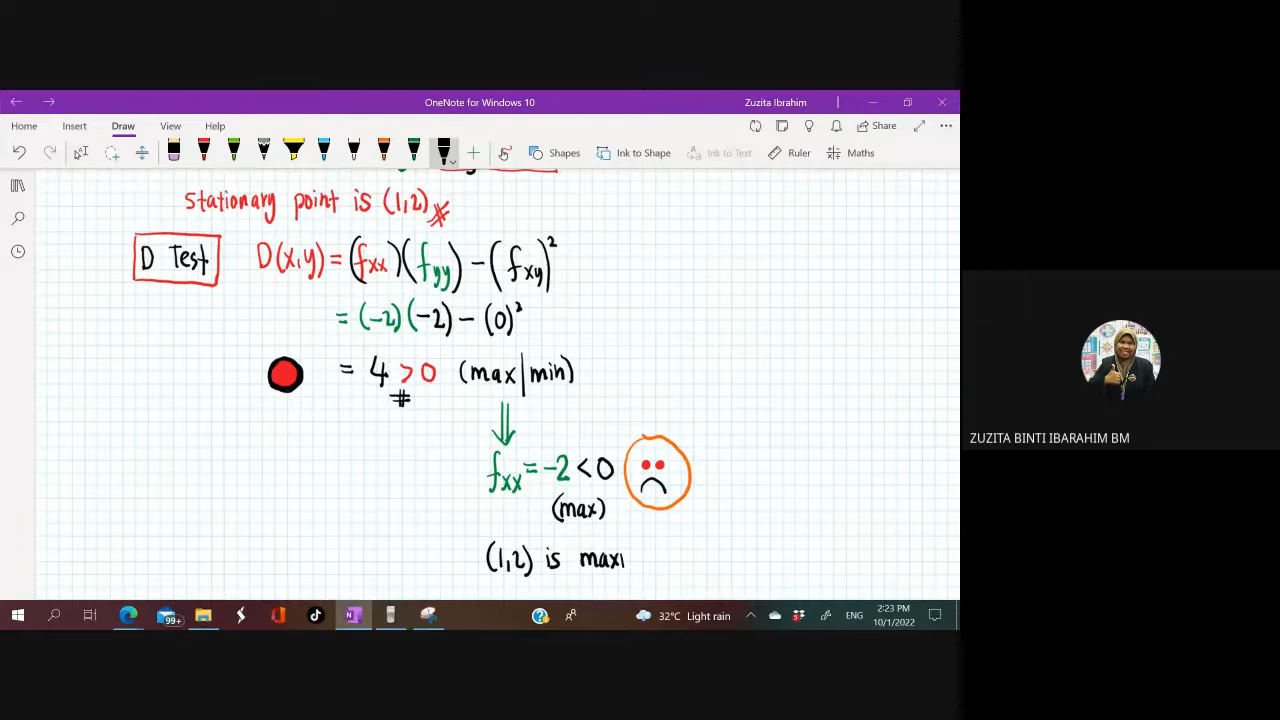 OneNote for Windows 10
Zuzita Ibrahim
Home Insert Draw View Help
Share
Shapes Ink to Shape Ink to Text Ruler Maths
Stationary point is (1,2)
D Test D(x,y) = (fxx)(fyy) − (fxy)²
= (−2)(−2) − (0)²
= 4 > 0 (max|min)
#
⇓
fxx = −2 < 0
(max)
(1,2) is maxi
ZUZITA BINTI IBARAHIM BM
99+
32°C Light rain
ENG
2:23 PM
10/1/2022